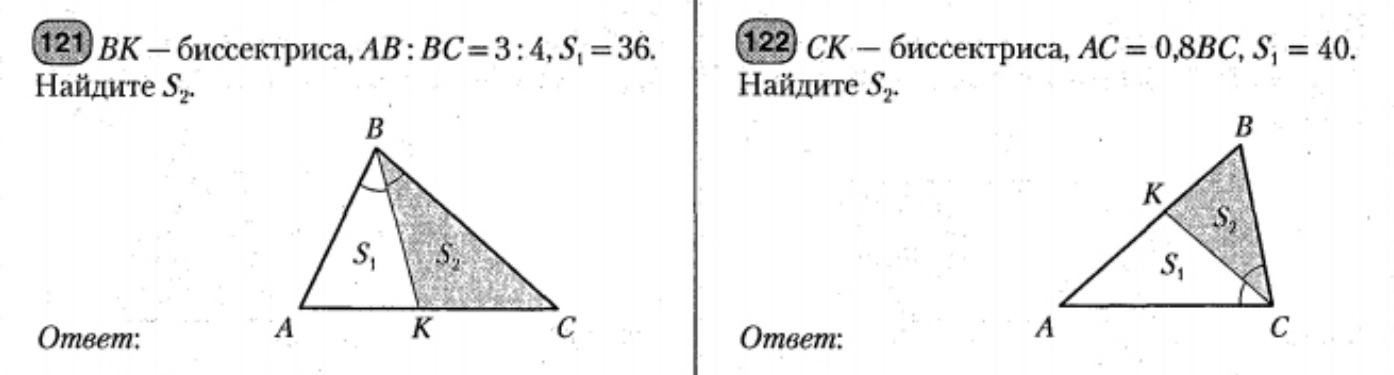 121 BK — биссектриса, AB : BC = 3 : 4, S₁ = 36.
Найдите S₂.
B
S₁
S₂
A
K
C
Ответ:
122 CK — биссектриса, AC = 0,8BC, S₁ = 40.
Найдите S₂.
B
K
S₂
S₁
A
C
Ответ: